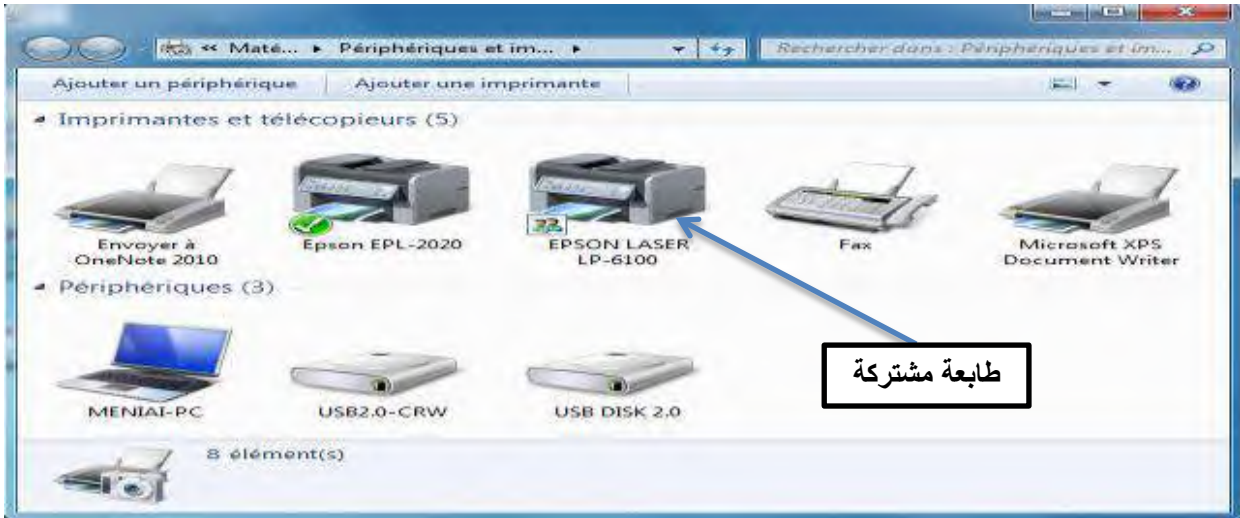 « Maté... ▸ Périphériques et im... ▸
Rechercher dans : Périphériques et im...
Ajouter un périphérique
Ajouter une imprimante
Imprimantes et télécopieurs (5)
Envoyer à
OneNote 2010
Epson EPL-2020
EPSON LASER
LP-6100
Fax
Microsoft XPS
Document Writer
Périphériques (3)
طابعة مشتركة
MENIAI-PC
USB2.0-CRW
USB DISK 2.0
8 élément(s)